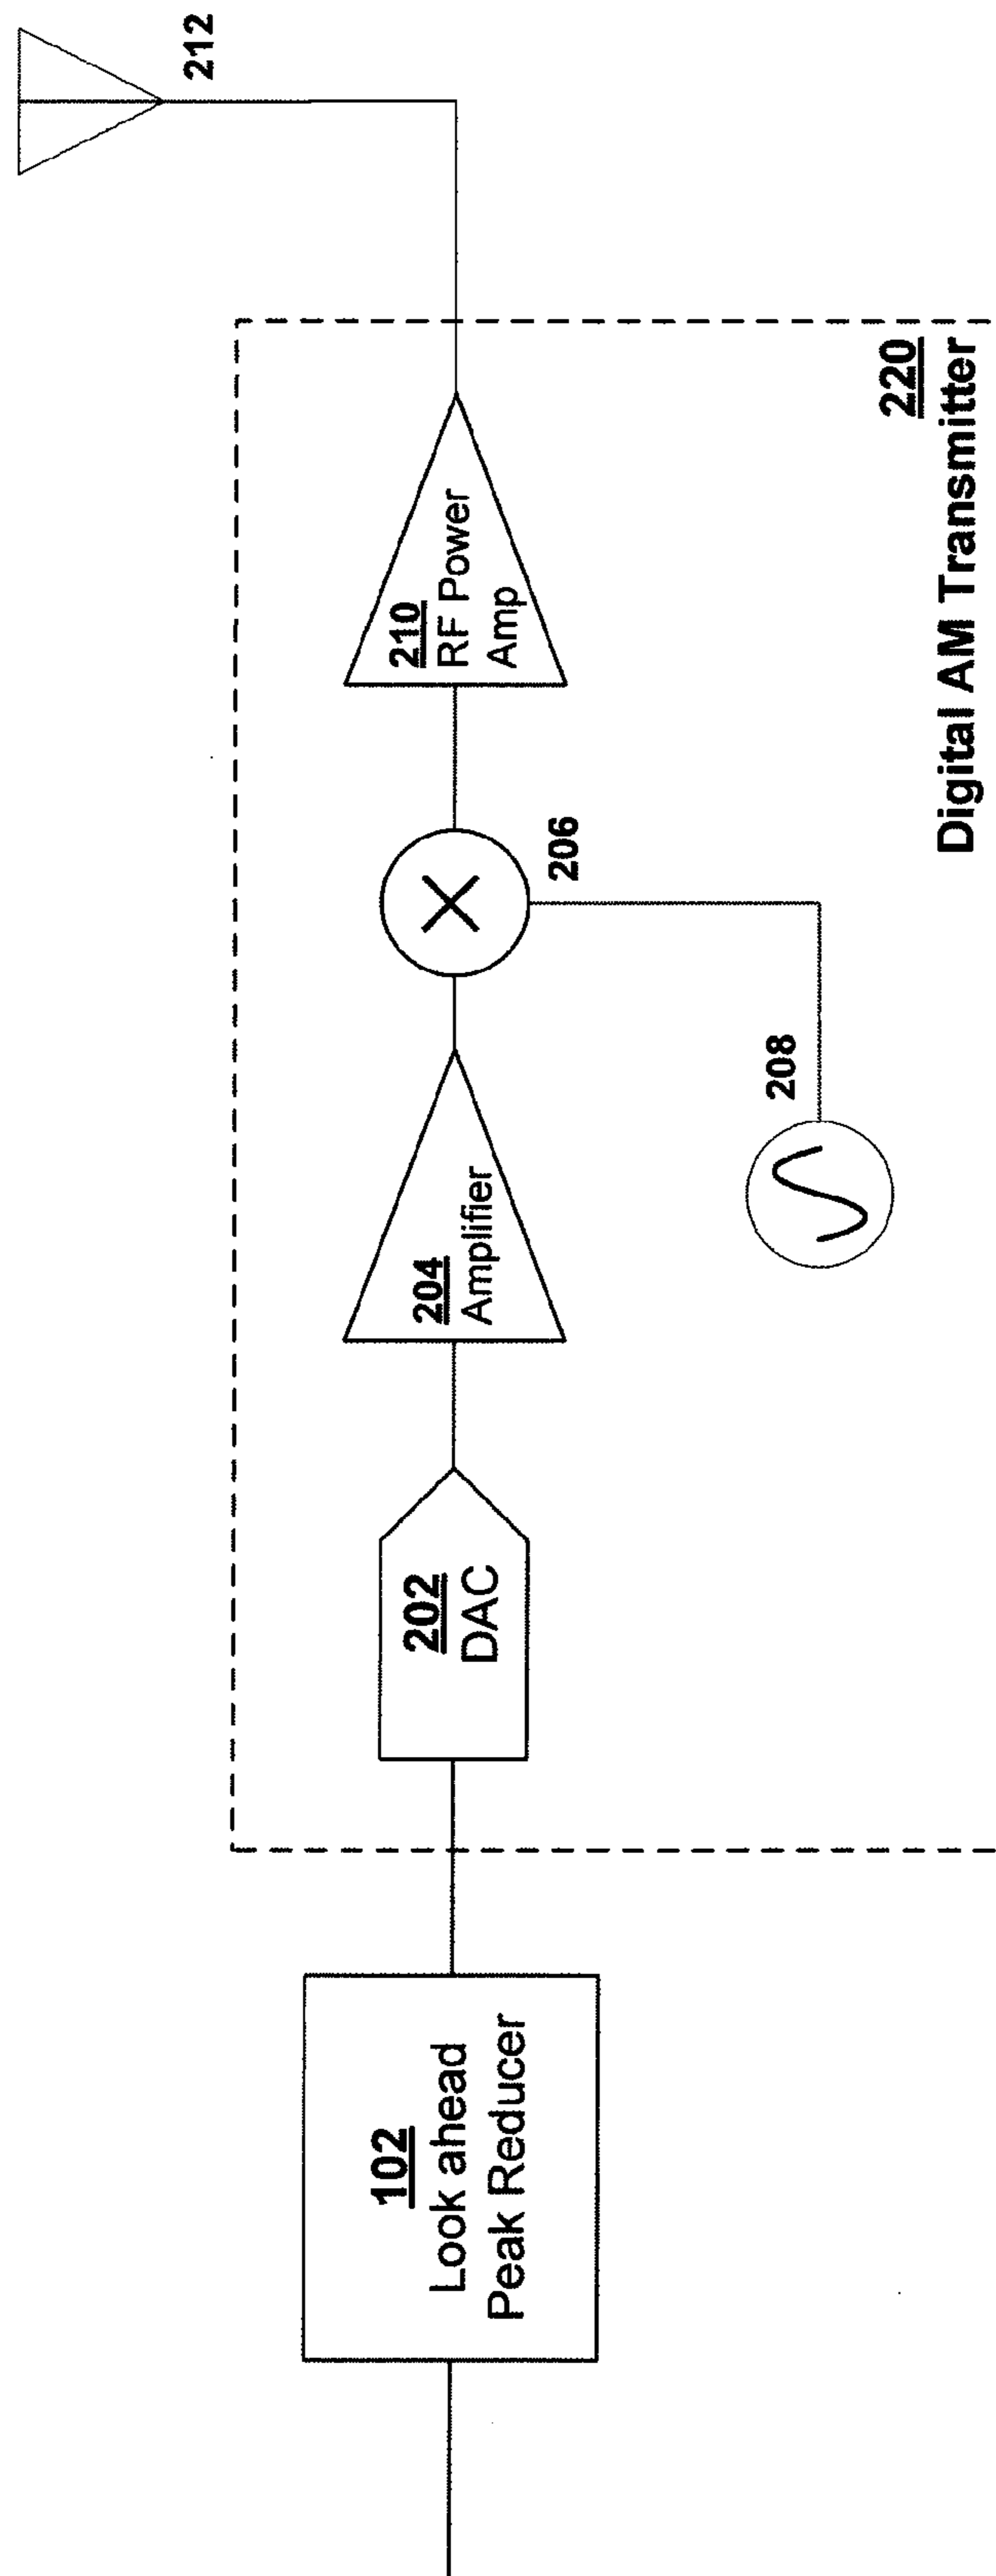 102
Look ahead
Peak Reducer
202
DAC
204
Amplifier
206
208
210
RF Power
Amp
212
220
Digital AM Transmitter